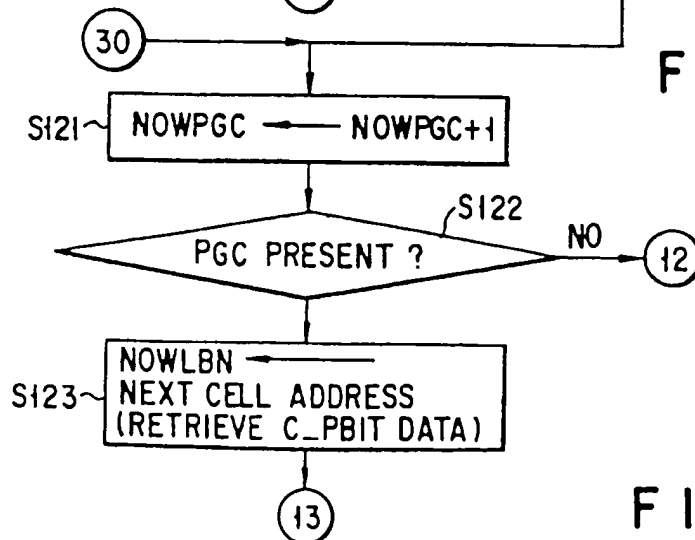 30
F
S121 NOWPGC ← NOWPGC+1
S122
PGC PRESENT ?
NO
12
NOWLBN ←
S123 NEXT CELL ADDRESS
(RETRIEVE C_PBIT DATA)
13
F I